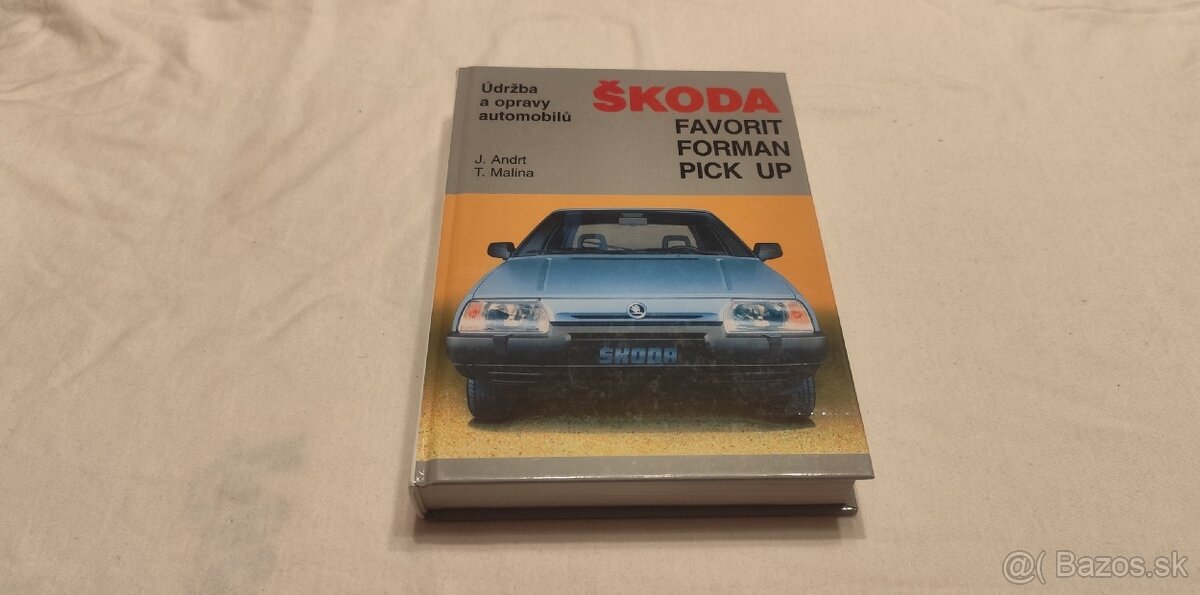 Údržba
a opravy
automobilů
J. Andrt
T. Malina
ŠKODA
FAVORIT
FORMAN
PICK UP
ŠKODA
@( Bazos.sk